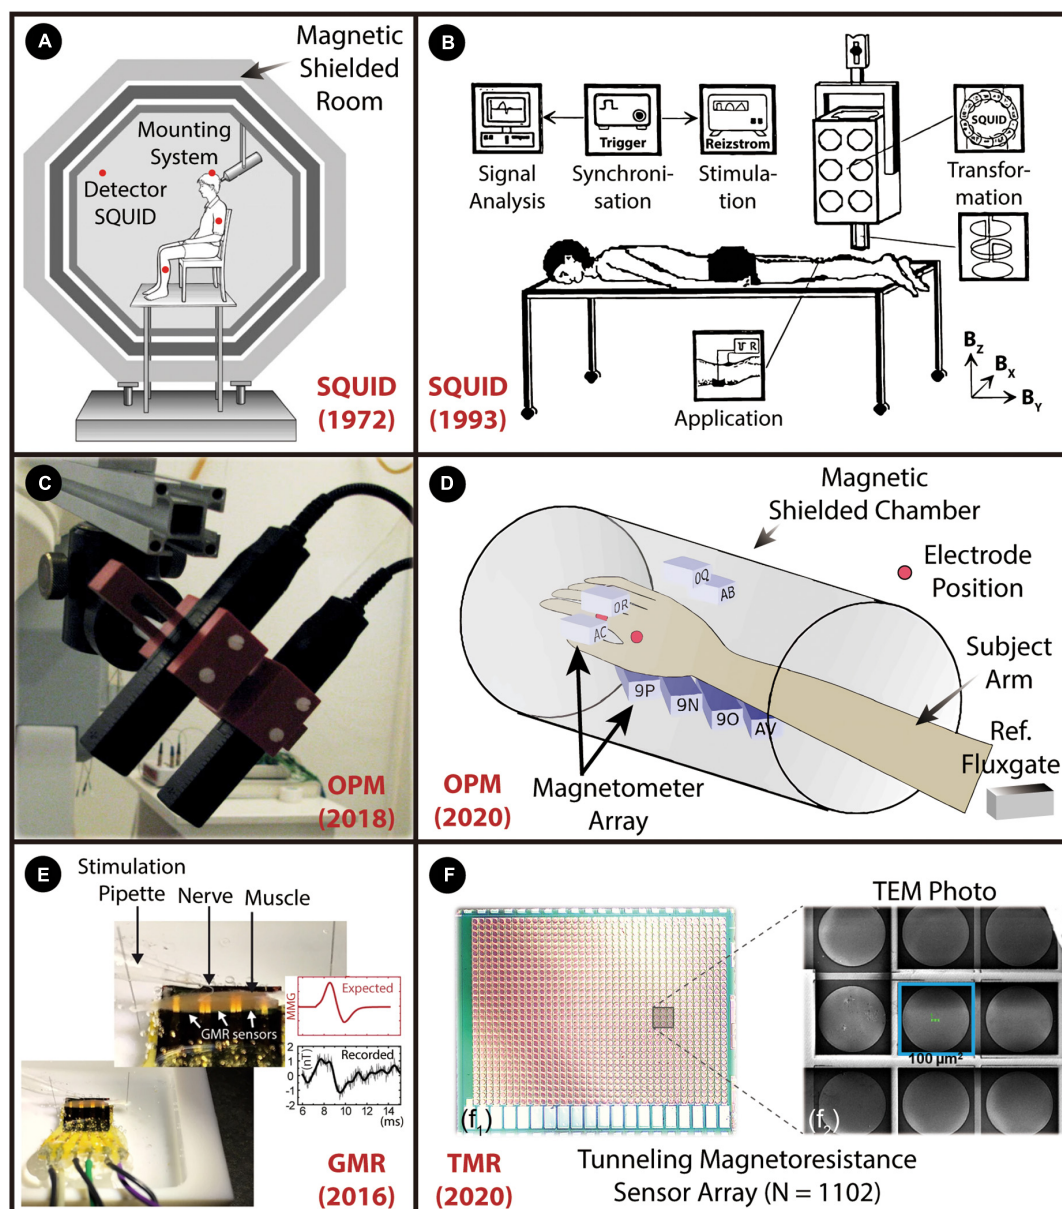 A
Magnetic
Shielded
Room
Mounting
System
Detector
SQUID
SQUID
(1972)
B
Trigger
Reizstrom
SQUID
Signal
Analysis
Synchroni-
sation
Stimula-
tion
Transfor-
mation
R
Application
BZ
BX
BY
SQUID
(1993)
C
OPM
(2018)
D
Magnetic
Shielded Chamber
Electrode
Position
0Q
AB
0R
AC
9P
9N
9O
AV
Subject
Arm
Ref.
Fluxgate
Magnetometer
Array
OPM
(2020)
E
Stimulation
Pipette
Nerve
Muscle
GMR sensors
MMG
Expected
Recorded
(nT)
2
1
0
-1
-2
6 8 10 12 14
(ms)
GMR
(2016)
F
TEM Photo
100 µm²
(f1)
(f2)
TMR
(2020)
Tunneling Magnetoresistance
Sensor Array (N = 1102)